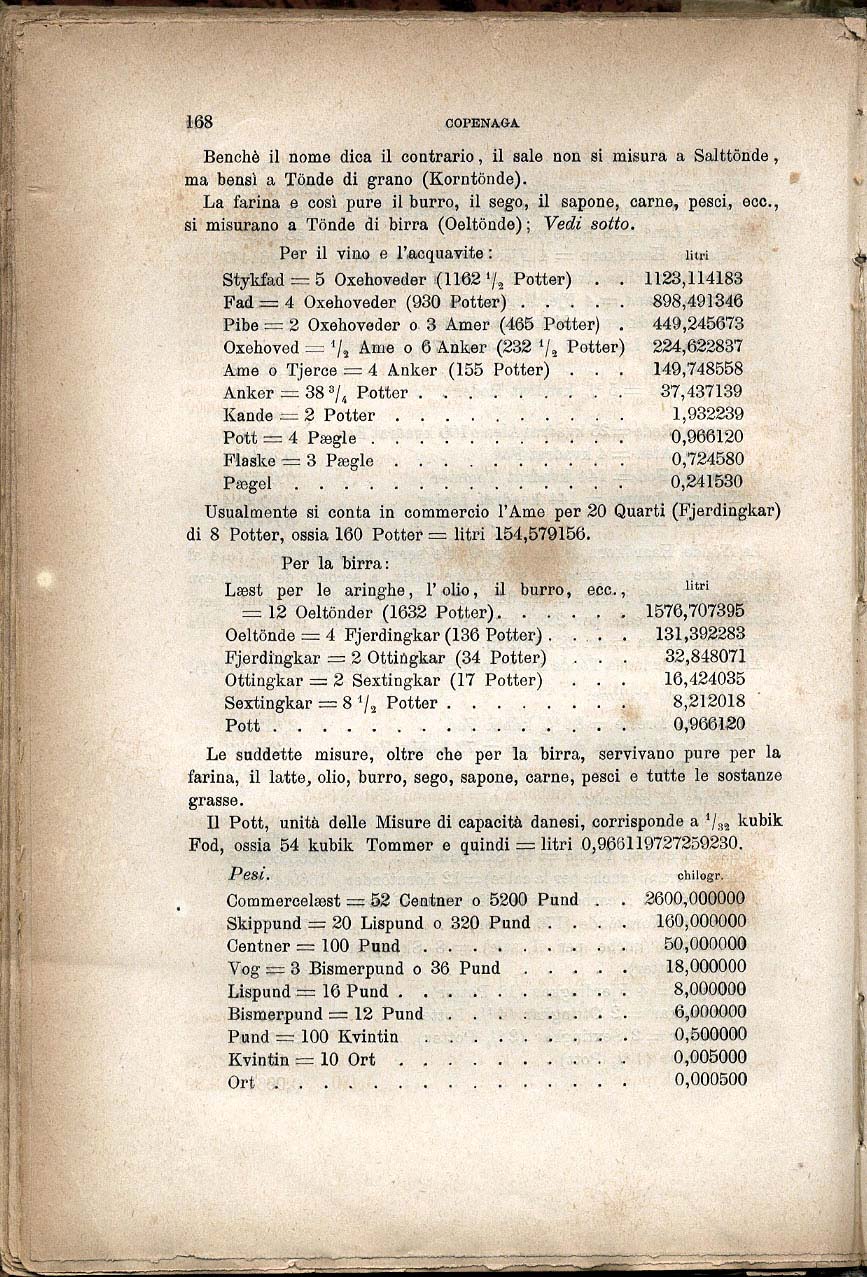 168 COPENAGA
Benchè il nome dica il contrario, il sale non si misura a Salttönde,
ma bensì a Tönde di grano (Korntönde).
La farina e così pure il burro, il sego, il sapone, carne, pesci, ecc.,
si misurano a Tönde di birra (Oeltönde); Vedi sotto.
Per il vino e l'acquavite: litri
Stykfad = 5 Oxehoveder (1162 1/2 Potter) . . 1123,114183
Fad = 4 Oxehoveder (930 Potter) . . . . . 898,491346
Pibe = 2 Oxehoveder o 3 Amer (465 Potter) . 449,245673
Oxehoved = 1/2 Ame o 6 Anker (232 1/2 Potter) 224,622837
Ame o Tjerce = 4 Anker (155 Potter) . . . 149,748558
Anker = 38 3/4 Potter . . . . . . . . . 37,437139
Kande = 2 Potter . . . . . . . . . . 1,932239
Pott = 4 Pægle . . . . . . . . . . . 0,966120
Flaske = 3 Pægle . . . . . . . . . . 0,724580
Pægel . . . . . . . . . . . . . . 0,241530
Usualmente si conta in commercio l'Ame per 20 Quarti (Fjerdingkar)
di 8 Potter, ossia 160 Potter = litri 154,579156.
Per la birra:
Læst per le aringhe, l'olio, il burro, ecc., litri
= 12 Oeltönder (1632 Potter). . . . . . 1576,707395
Oeltönde = 4 Fjerdingkar (136 Potter) . . . . 131,392283
Fjerdingkar = 2 Ottingkar (34 Potter) . . . 32,848071
Ottingkar = 2 Sextingkar (17 Potter) . . . 16,424035
Sextingkar = 8 1/2 Potter . . . . . . . . 8,212018
Pott . . . . . . . . . . . . . . . 0,966120
Le suddette misure, oltre che per la birra, servivano pure per la
farina, il latte, olio, burro, sego, sapone, carne, pesci e tutte le sostanze
grasse.
Il Pott, unità delle Misure di capacità danesi, corrisponde a 1/32 kubik
Fod, ossia 54 kubik Tommer e quindi = litri 0,966119727259230.
Pesi. chilogr.
Commercelæst = 52 Centner o 5200 Pund . . 2600,000000
Skippund = 20 Lispund o 320 Pund . . . . 160,000000
Centner = 100 Pund . . . . . . . . . 50,000000
Vog = 3 Bismerpund o 36 Pund . . . . . 18,000000
Lispund = 16 Pund . . . . . . . . . . 8,000000
Bismerpund = 12 Pund . . . . . . . . 6,000000
Pund = 100 Kvintin . . . . . . . . . 0,500000
Kvintin = 10 Ort . . . . . . . . . . 0,005000
Ort . . . . . . . . . . . . . . . 0,000500